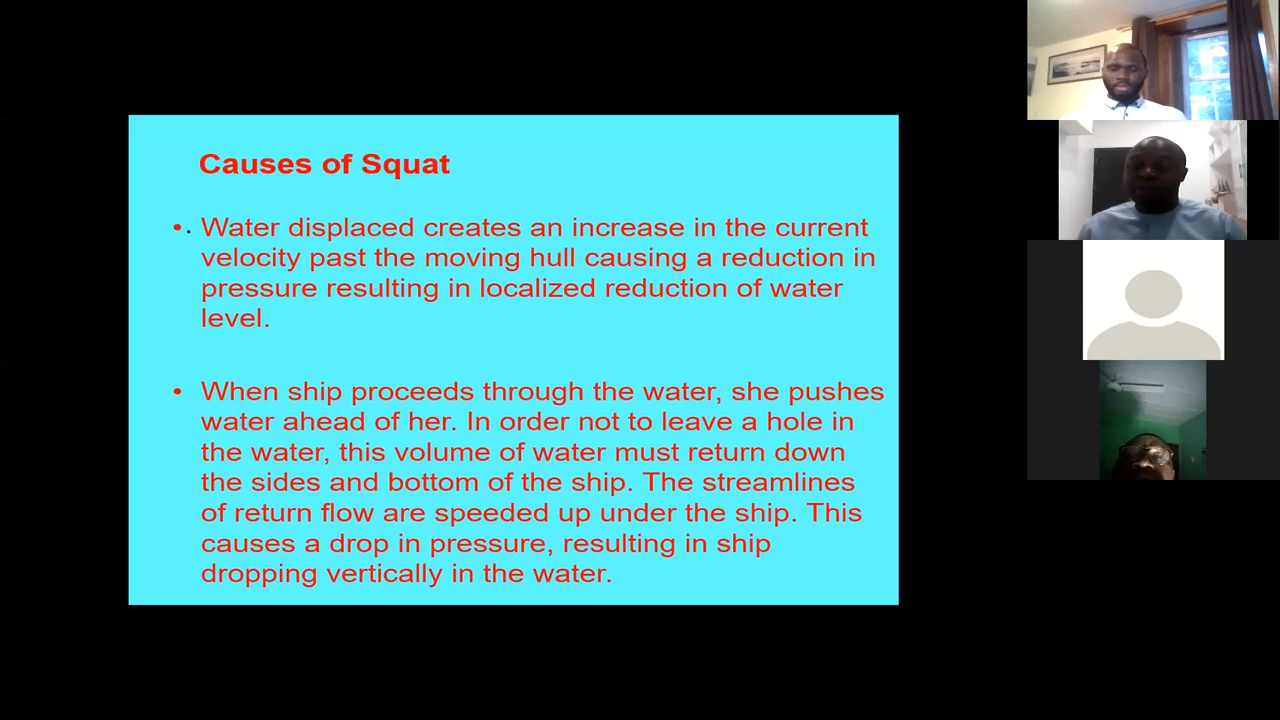 Causes of Squat
• . Water displaced creates an increase in the current
velocity past the moving hull causing a reduction in
pressure resulting in localized reduction of water
level.
• When ship proceeds through the water, she pushes
water ahead of her. In order not to leave a hole in
the water, this volume of water must return down
the sides and bottom of the ship. The streamlines
of return flow are speeded up under the ship. This
causes a drop in pressure, resulting in ship
dropping vertically in the water.